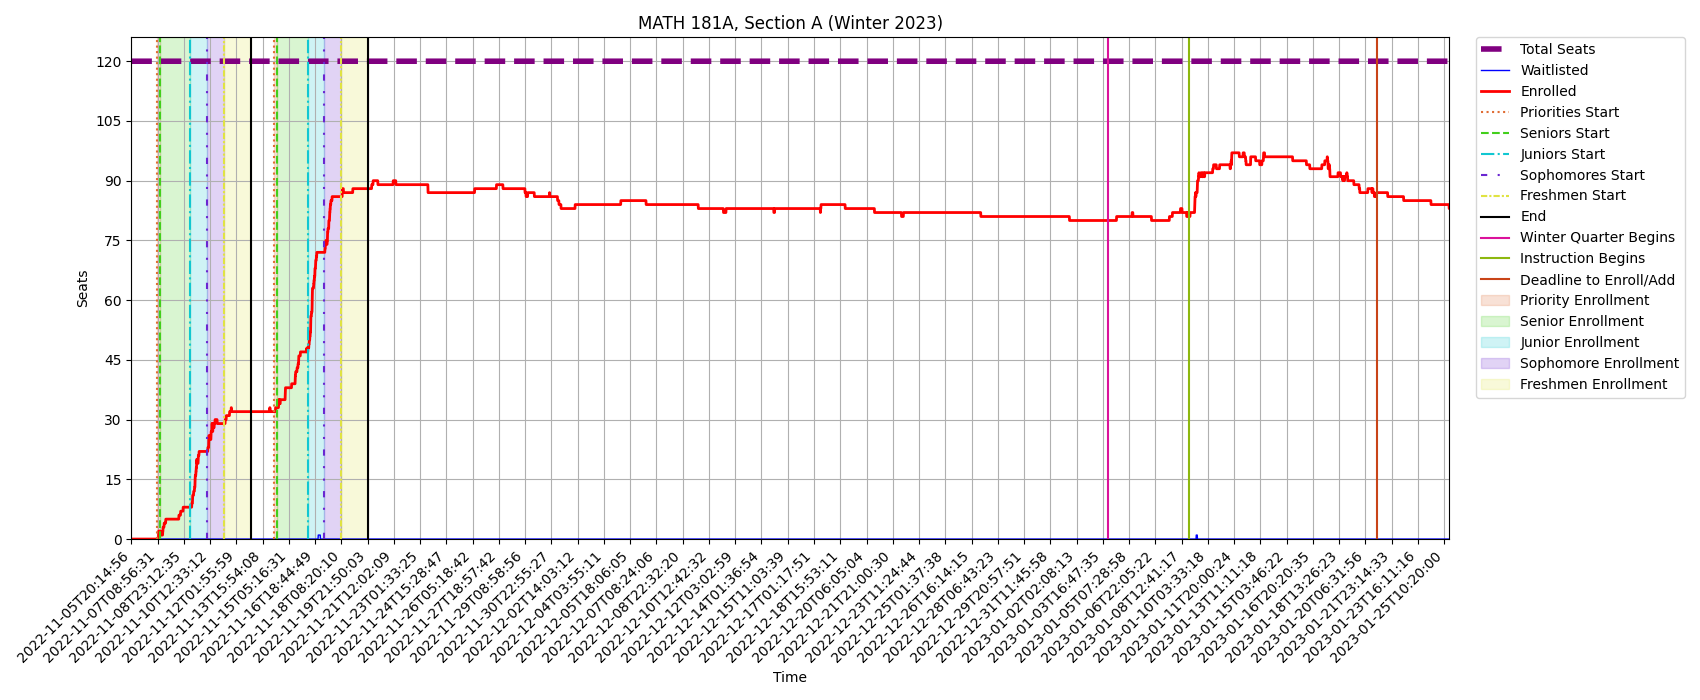 MATH 181A, Section A (Winter 2023)
Seats
120
105
90
75
60
45
30
15
0
2022-11-05T20:14:56
2022-11-07T08:56:31
2022-11-08T23:12:35
2022-11-10T12:33:12
2022-11-12T01:55:59
2022-11-13T15:54:08
2022-11-15T05:16:31
2022-11-16T18:44:49
2022-11-18T08:20:10
2022-11-19T21:50:03
2022-11-21T12:02:09
2022-11-23T01:33:25
2022-11-24T15:28:47
2022-11-26T05:18:42
2022-11-27T18:57:42
2022-11-29T08:58:56
2022-11-30T22:55:27
2022-12-02T14:03:12
2022-12-04T03:55:11
2022-12-05T18:06:05
2022-12-07T08:24:06
2022-12-08T22:32:20
2022-12-10T12:42:32
2022-12-12T03:02:59
2022-12-14T01:36:54
2022-12-15T11:03:39
2022-12-17T01:17:51
2022-12-18T15:53:11
2022-12-20T06:05:04
2022-12-21T21:00:30
2022-12-23T11:24:44
2022-12-25T01:37:38
2022-12-26T16:14:15
2022-12-28T06:43:23
2022-12-29T20:57:51
2022-12-31T11:45:58
2023-01-02T02:08:13
2023-01-03T16:47:35
2023-01-05T07:28:58
2023-01-06T22:05:22
2023-01-08T12:41:17
2023-01-10T03:33:18
2023-01-11T20:00:24
2023-01-13T11:11:18
2023-01-15T03:46:22
2023-01-16T20:20:35
2023-01-18T13:26:23
2023-01-20T06:31:56
2023-01-21T23:14:33
2023-01-23T16:11:16
2023-01-25T10:20:00
Time
Total Seats
Waitlisted
Enrolled
Priorities Start
Seniors Start
Juniors Start
Sophomores Start
Freshmen Start
End
Winter Quarter Begins
Instruction Begins
Deadline to Enroll/Add
Priority Enrollment
Senior Enrollment
Junior Enrollment
Sophomore Enrollment
Freshmen Enrollment